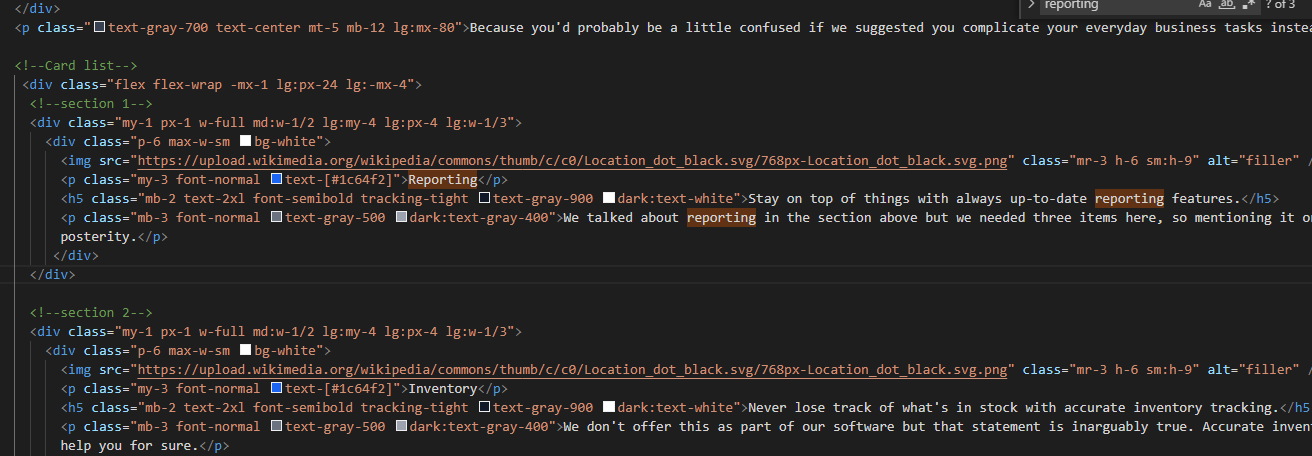 </div>
reporting Aa ab ? of 3
<p class="text-gray-700 text-center mt-5 mb-12 lg:mx-80">Because you'd probably be a little confused if we suggested you complicate your everyday business tasks
<!--Card list-->
<div class="flex flex-wrap -mx-1 lg:px-24 lg:-mx-4">
<!--section 1-->
<div class="my-1 px-1 w-full md:w-1/2 lg:my-4 lg:px-4 lg:w-1/3">
<div class="p-6 max-w-sm bg-white">
<img src="https://upload.wikimedia.org/wikipedia/commons/thumb/c/c0/Location_dot_black.svg/768px-Location_dot_black.svg.png" class="mr-3 h-6 sm:h-9" alt="filler" /
<p class="my-3 font-normal text-[#1c64f2]">Reporting</p>
<h5 class="mb-2 text-2xl font-semibold tracking-tight text-gray-900 dark:text-white">Stay on top of things with always up-to-date reporting features.</h5>
<p class="mb-3 font-normal text-gray-500 dark:text-gray-400">We talked about reporting in the section above but we needed three items here, so mentioning it
posterity.</p>
</div>
</div>
<!--section 2-->
<div class="my-1 px-1 w-full md:w-1/2 lg:my-4 lg:px-4 lg:w-1/3">
<div class="p-6 max-w-sm bg-white">
<img src="https://upload.wikimedia.org/wikipedia/commons/thumb/c/c0/Location_dot_black.svg/768px-Location_dot_black.svg.png" class="mr-3 h-6 sm:h-9" alt="filler" /
<p class="my-3 font-normal text-[#1c64f2]">Inventory</p>
<h5 class="mb-2 text-2xl font-semibold tracking-tight text-gray-900 dark:text-white">Never lose track of what's in stock with accurate inventory tracking.</h5
<p class="mb-3 font-normal text-gray-500 dark:text-gray-400">We don't offer this as part of our software but that statement is inarguably true. Accurate
help you for sure.</p>